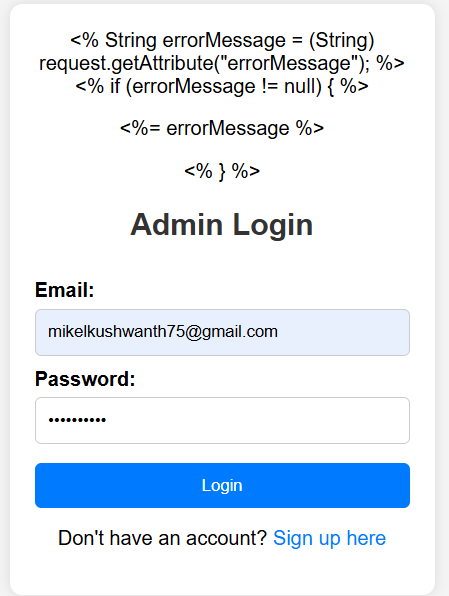 <% String errorMessage = (String)
request.getAttribute("errorMessage"); %>
<% if (errorMessage != null) { %>
<%= errorMessage %>
<% } %>
Admin Login
Email:
mikelkushwanth75@gmail.com
Password:
••••••••••
Login
Don't have an account? Sign up here